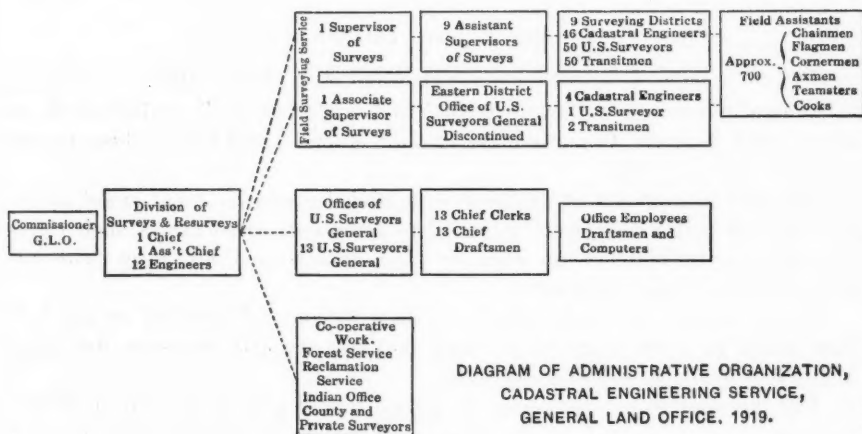 Commissioner
G.L.O.
Division of
Surveys & Resurveys
1 Chief
1 Ass't Chief
12 Engineers
Field Surveying Service
1 Supervisor
of
Surveys
9 Assistant
Supervisors
of Surveys
9 Surveying Districts
46 Cadastral Engineers
50 U.S. Surveyors
50 Transitmen
Field Assistants
Approx.
700
Chainmen
Flagmen
Cornermen
Axmen
Teamsters
Cooks
1 Associate
Supervisor
of Surveys
Eastern District
Office of U.S.
Surveyors General
Discontinued
4 Cadastral Engineers
1 U.S. Surveyor
2 Transitmen
Offices of
U.S. Surveyors
General
13 U.S. Surveyors
General
13 Chief Clerks
13 Chief
Draftsmen
Office Employees
Draftsmen and
Computers
Co-operative
Work.
Forest Service
Reclamation
Service
Indian Office
County and
Private Surveyors
DIAGRAM OF ADMINISTRATIVE ORGANIZATION,
CADASTRAL ENGINEERING SERVICE,
GENERAL LAND OFFICE, 1919.